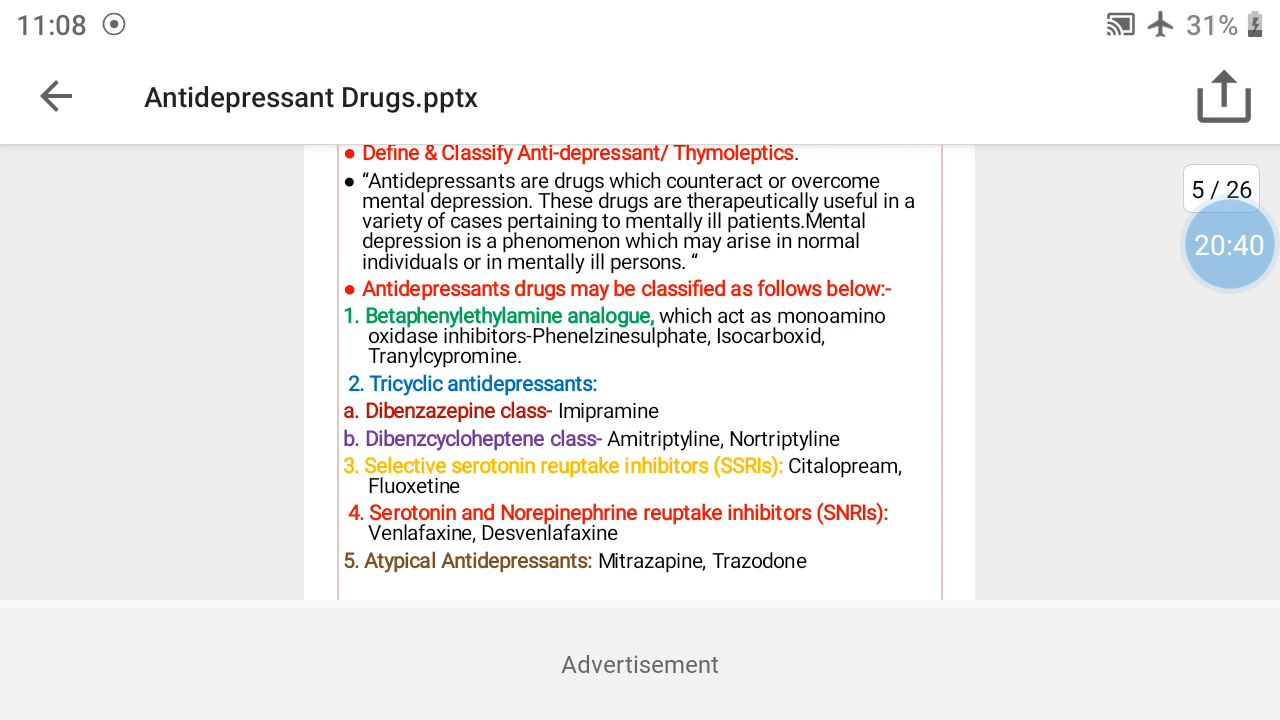 11:08
31%
Antidepressant Drugs.pptx
● Define & Classify Anti-depressant/ Thymoleptics.
● “Antidepressants are drugs which counteract or overcome
mental depression. These drugs are therapeutically useful in a
variety of cases pertaining to mentally ill patients.Mental
depression is a phenomenon which may arise in normal
individuals or in mentally ill persons. “
● Antidepressants drugs may be classified as follows below:-
1. Betaphenylethylamine analogue, which act as monoamino
oxidase inhibitors-Phenelzinesulphate, Isocarboxid,
Tranylcypromine.
2. Tricyclic antidepressants:
a. Dibenzazepine class- Imipramine
b. Dibenzcycloheptene class- Amitriptyline, Nortriptyline
3. Selective serotonin reuptake inhibitors (SSRIs): Citalopream,
Fluoxetine
4. Serotonin and Norepinephrine reuptake inhibitors (SNRIs):
Venlafaxine, Desvenlafaxine
5. Atypical Antidepressants: Mitrazapine, Trazodone
5 / 26
20:40
Advertisement